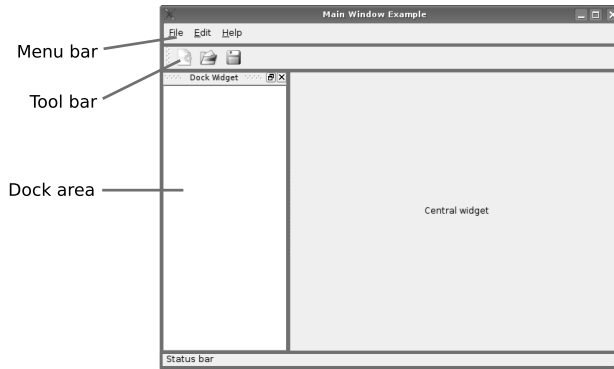 Main Window Example
File Edit Help
Menu bar
Tool bar
Dock Widget
Dock area
Central widget
Status bar